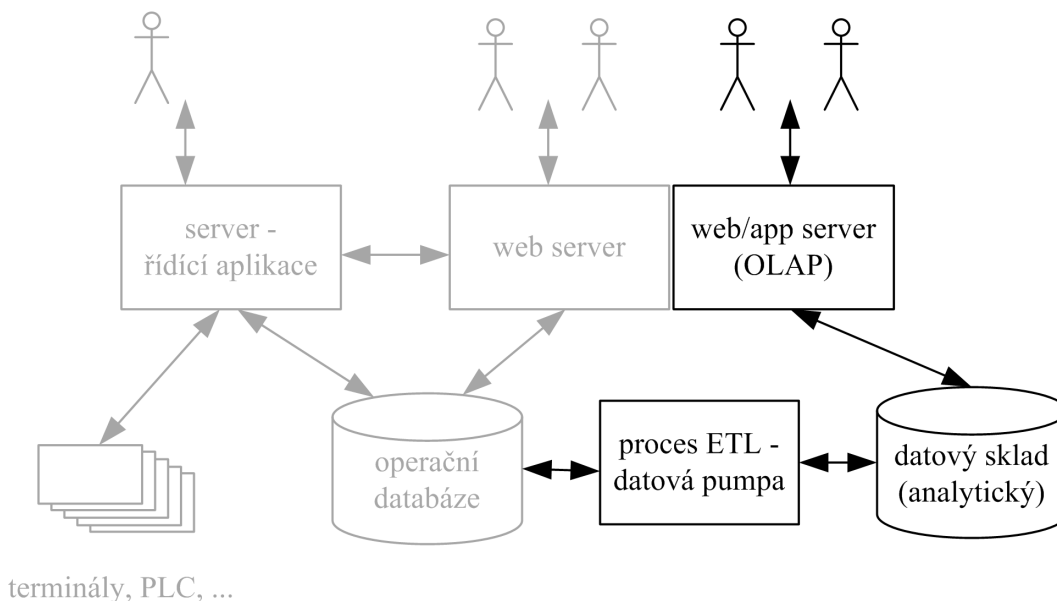 server -
řídící aplikace
web server
web/app server
(OLAP)
operační
databáze
proces ETL -
datová pumpa
datový sklad
(analytický)
terminály, PLC, ...